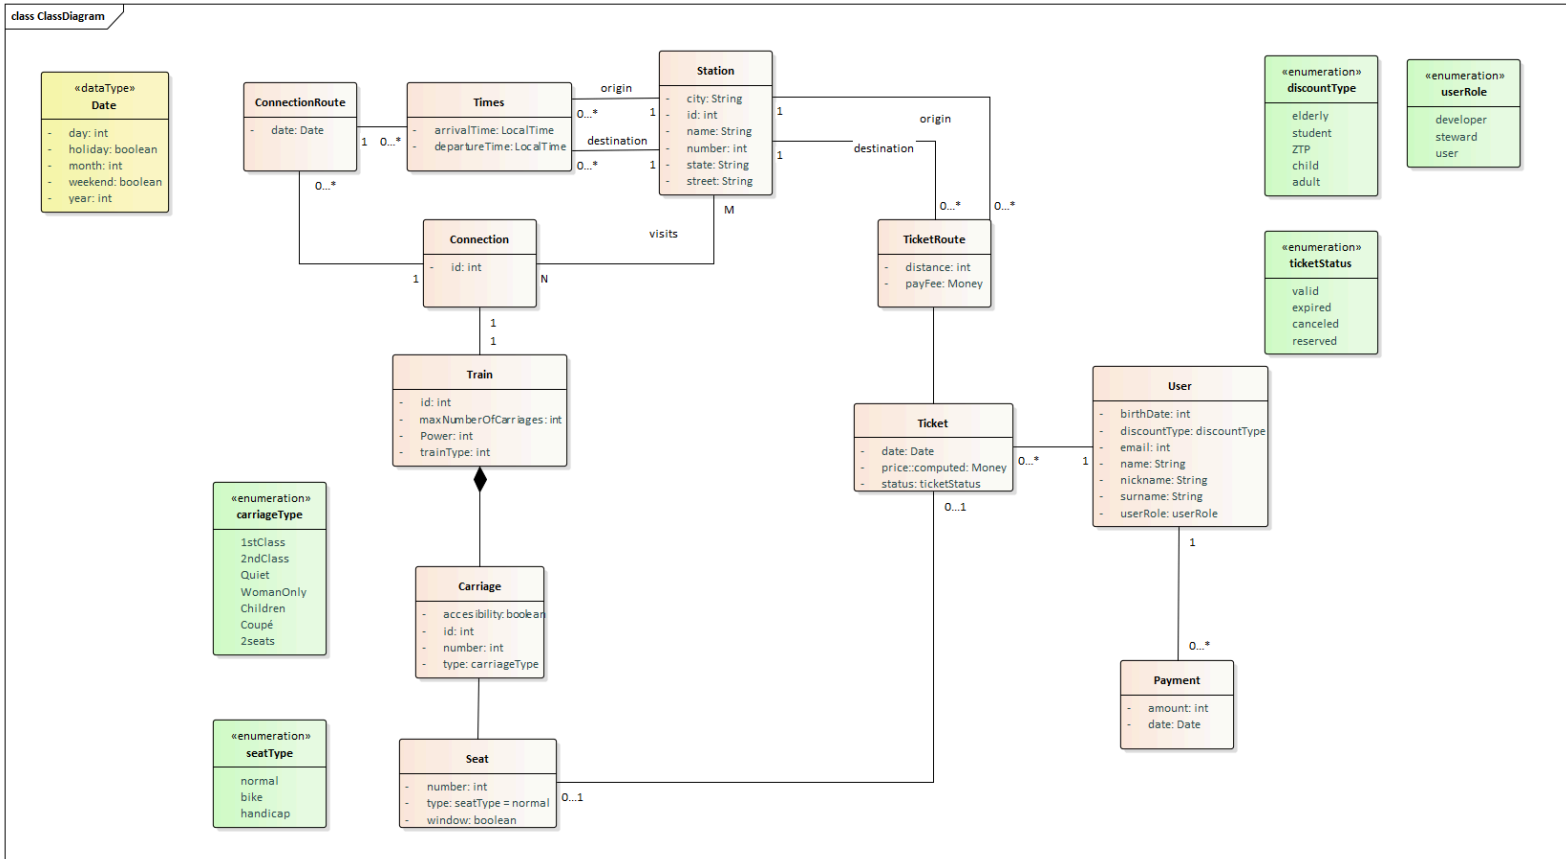 class ClassDiagram
«dataType»
Date
- day: int
- holiday: boolean
- month: int
- weekend: boolean
- year: int
ConnectionRoute
- date: Date
1
0...*
0...*
Times
- arrivalTime: LocalTime
- departureTime: LocalTime
origin
0...*
1
destination
0...*
1
Station
- city: String
- id: int
- name: String
- number: int
- state: String
- street: String
1
origin
1
destination
0...*
0...*
M
visits
N
1
Connection
- id: int
1
1
TicketRoute
- distance: int
- payFee: Money
«enumeration»
discountType
elderly
student
ZTP
child
adult
«enumeration»
userRole
developer
steward
user
«enumeration»
ticketStatus
valid
expired
canceled
reserved
Train
- id: int
- maxNumberOfCarriages: int
- Power: int
- trainType: int
Ticket
- date: Date
- price::computed: Money
- status: ticketStatus
0...*
1
0...1
User
- birthDate: int
- discountType: discountType
- email: int
- name: String
- nickname: String
- surname: String
- userRole: userRole
1
0...*
«enumeration»
carriageType
1stClass
2ndClass
Quiet
WomanOnly
Children
Coupé
2seats
Carriage
- accesibility: boolean
- id: int
- number: int
- type: carriageType
Payment
- amount: int
- date: Date
«enumeration»
seatType
normal
bike
handicap
Seat
- number: int
- type: seatType = normal
- window: boolean
0...1